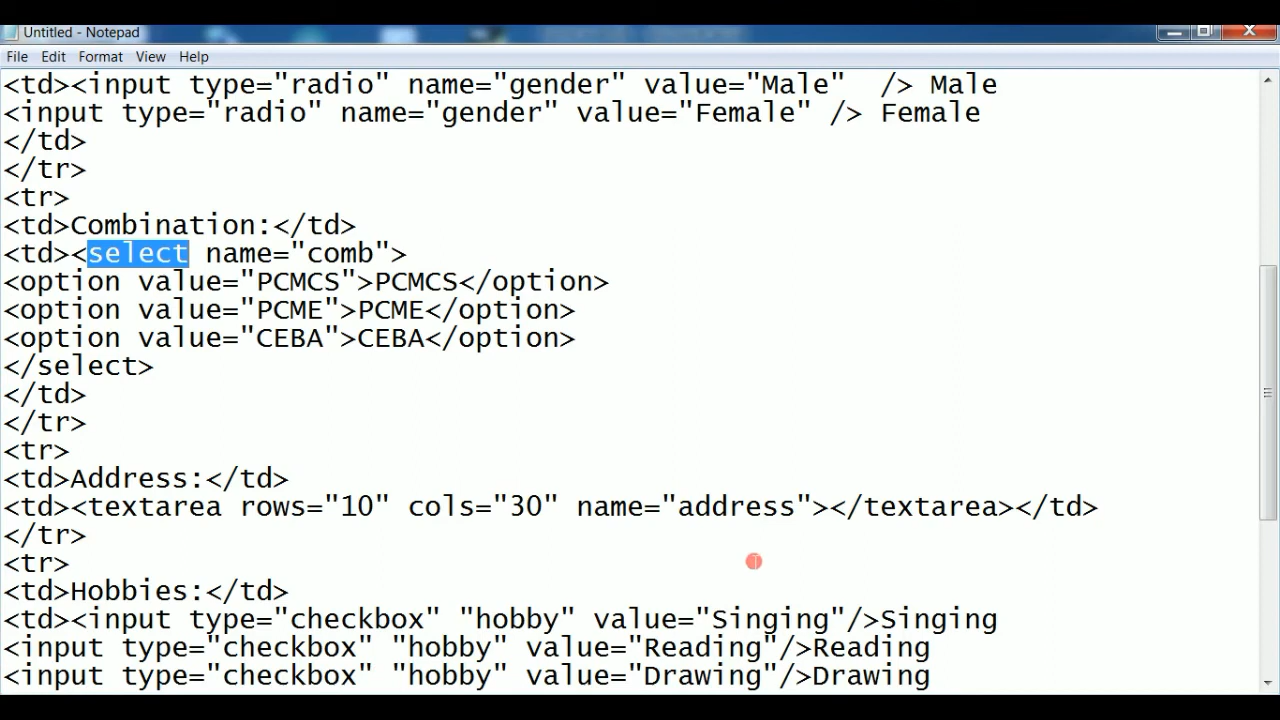 Untitled - Notepad
File Edit Format View Help
<td><input type="radio" name="gender" value="Male"  /> Male
<input type="radio" name="gender" value="Female" /> Female
</td>
</tr>
<tr>
<td>Combination:</td>
<td><select name="comb">
<option value="PCMCS">PCMCS</option>
<option value="PCME">PCME</option>
<option value="CEBA">CEBA</option>
</select>
</td>
</tr>
<tr>
<td>Address:</td>
<td><textarea rows="10" cols="30" name="address"></textarea></td>
</tr>
<tr>
<td>Hobbies:</td>
<td><input type="checkbox" "hobby" value="Singing"/>Singing
<input type="checkbox" "hobby" value="Reading"/>Reading
<input type="checkbox" "hobby" value="Drawing"/>Drawing